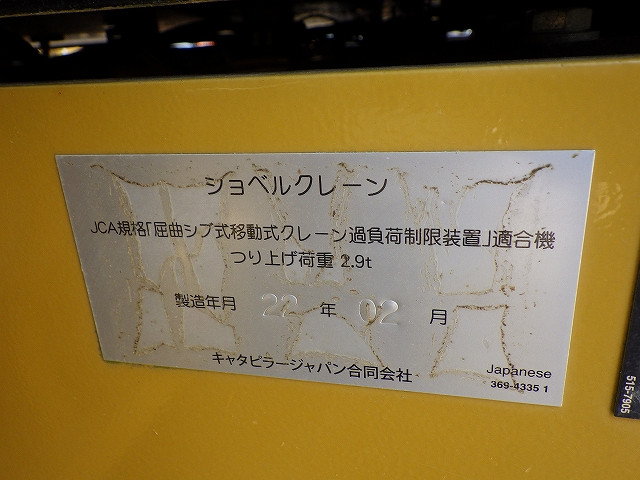 ショベルクレーン
JCA規格「屈曲ジブ式移動式クレーン過負荷制限装置」適合機
つり上げ荷重 2.9t
製造年月 22 年 02 月
キャタピラージャパン合同会社
Japanese
369-4335 1
515-7905